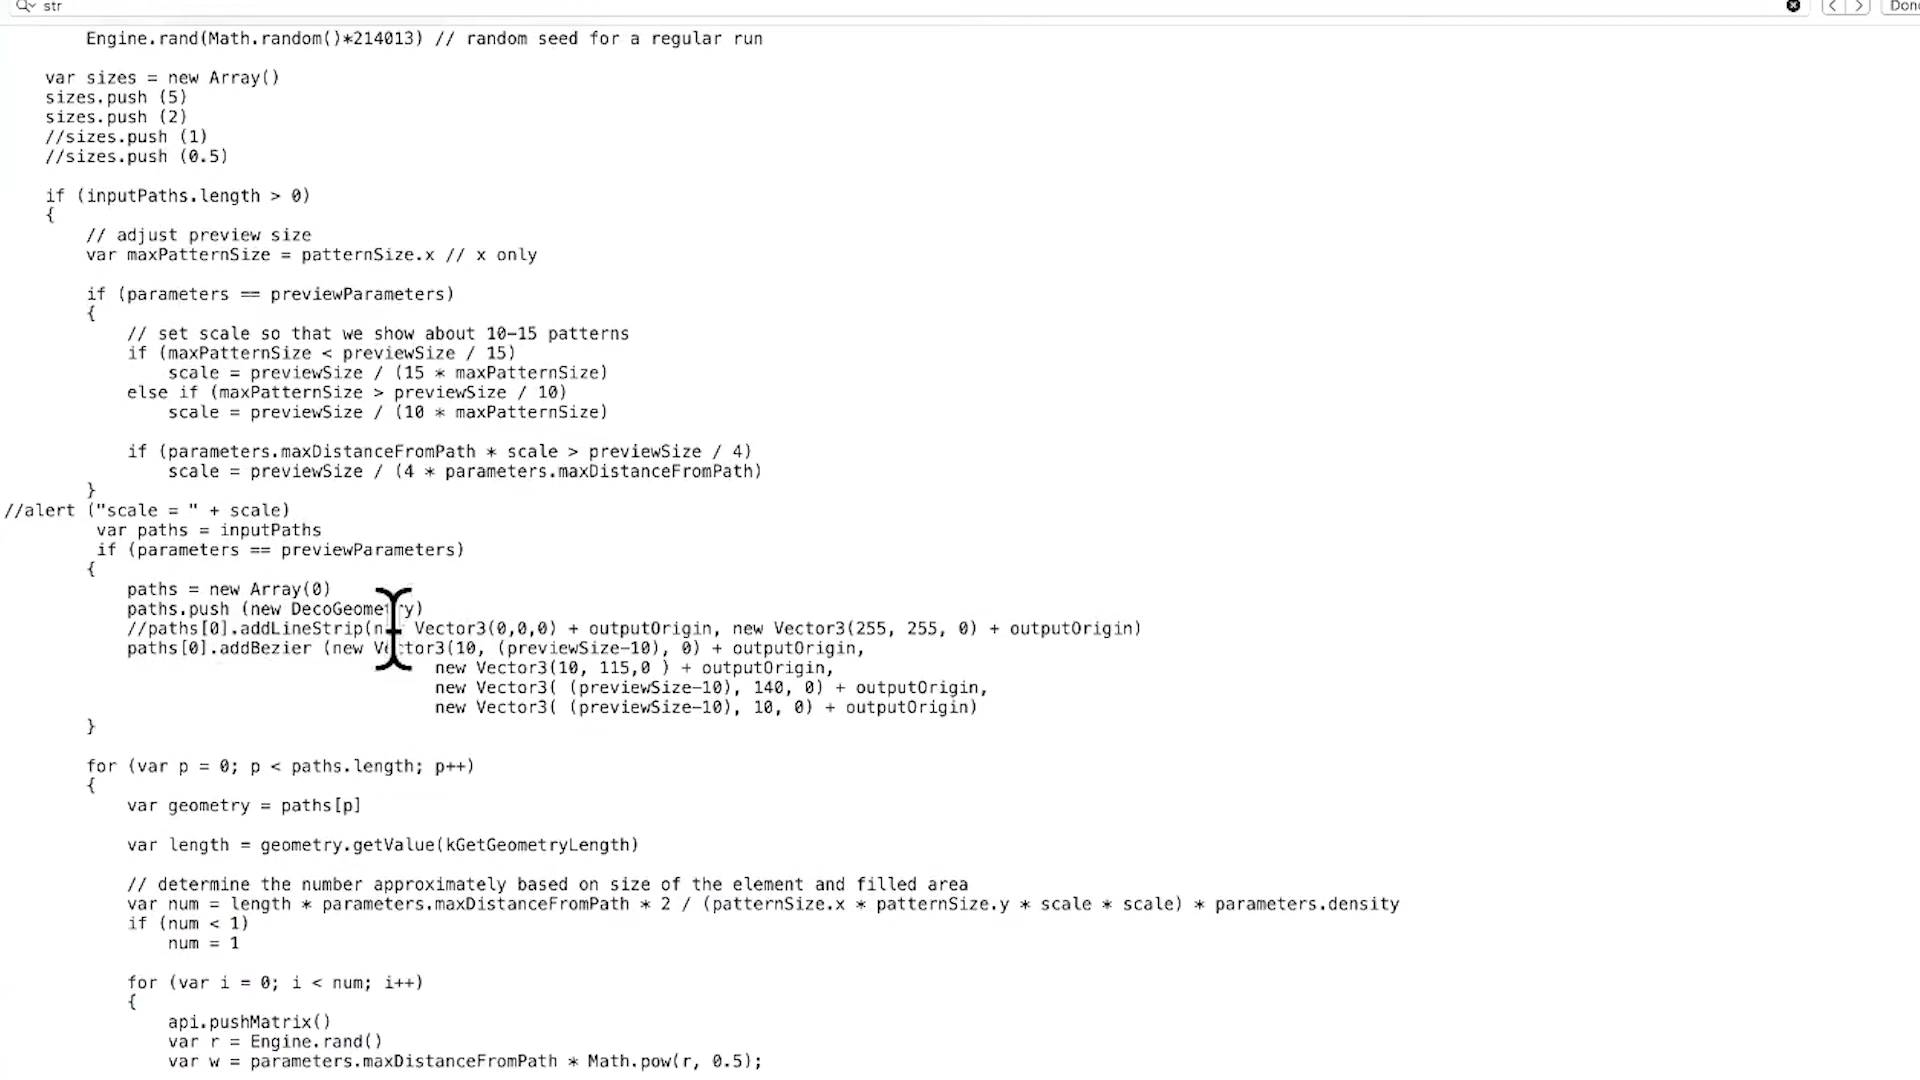 str
Done
Engine.rand(Math.random()*214013) // random seed for a regular run
var sizes = new Array()
sizes.push (5)
sizes.push (2)
//sizes.push (1)
//sizes.push (0.5)
if (inputPaths.length > 0)
{
// adjust preview size
var maxPatternSize = patternSize.x // x only
if (parameters == previewParameters)
{
// set scale so that we show about 10-15 patterns
if (maxPatternSize < previewSize / 15)
scale = previewSize / (15 * maxPatternSize)
else if (maxPatternSize > previewSize / 10)
scale = previewSize / (10 * maxPatternSize)
if (parameters.maxDistanceFromPath * scale > previewSize / 4)
scale = previewSize / (4 * parameters.maxDistanceFromPath)
}
//alert ("scale = " + scale)
var paths = inputPaths
if (parameters == previewParameters)
{
paths = new Array(0)
paths.push (new DecoGeometry)
//paths[0].addLineStrip(new Vector3(0,0,0) + outputOrigin, new Vector3(255, 255, 0) + outputOrigin)
paths[0].addBezier (new Vector3(10, (previewSize-10), 0) + outputOrigin,
new Vector3(10, 115,0 ) + outputOrigin,
new Vector3( (previewSize-10), 140, 0) + outputOrigin,
new Vector3( (previewSize-10), 10, 0) + outputOrigin)
}
for (var p = 0; p < paths.length; p++)
{
var geometry = paths[p]
var length = geometry.getValue(kGetGeometryLength)
// determine the number approximately based on size of the element and filled area
var num = length * parameters.maxDistanceFromPath * 2 / (patternSize.x * patternSize.y * scale * scale) * parameters.density
if (num < 1)
num = 1
for (var i = 0; i < num; i++)
{
api.pushMatrix()
var r = Engine.rand()
var w = parameters.maxDistanceFromPath * Math.pow(r, 0.5);